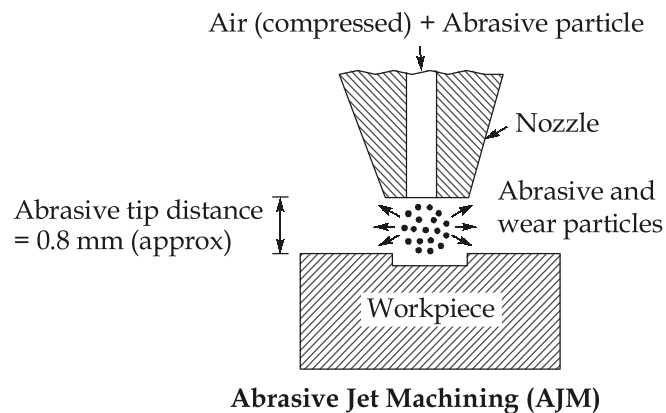 Air (compressed) + Abrasive particle
Nozzle
Abrasive and
wear particles
Abrasive tip distance
= 0.8 mm (approx)
Workpiece
Abrasive Jet Machining (AJM)